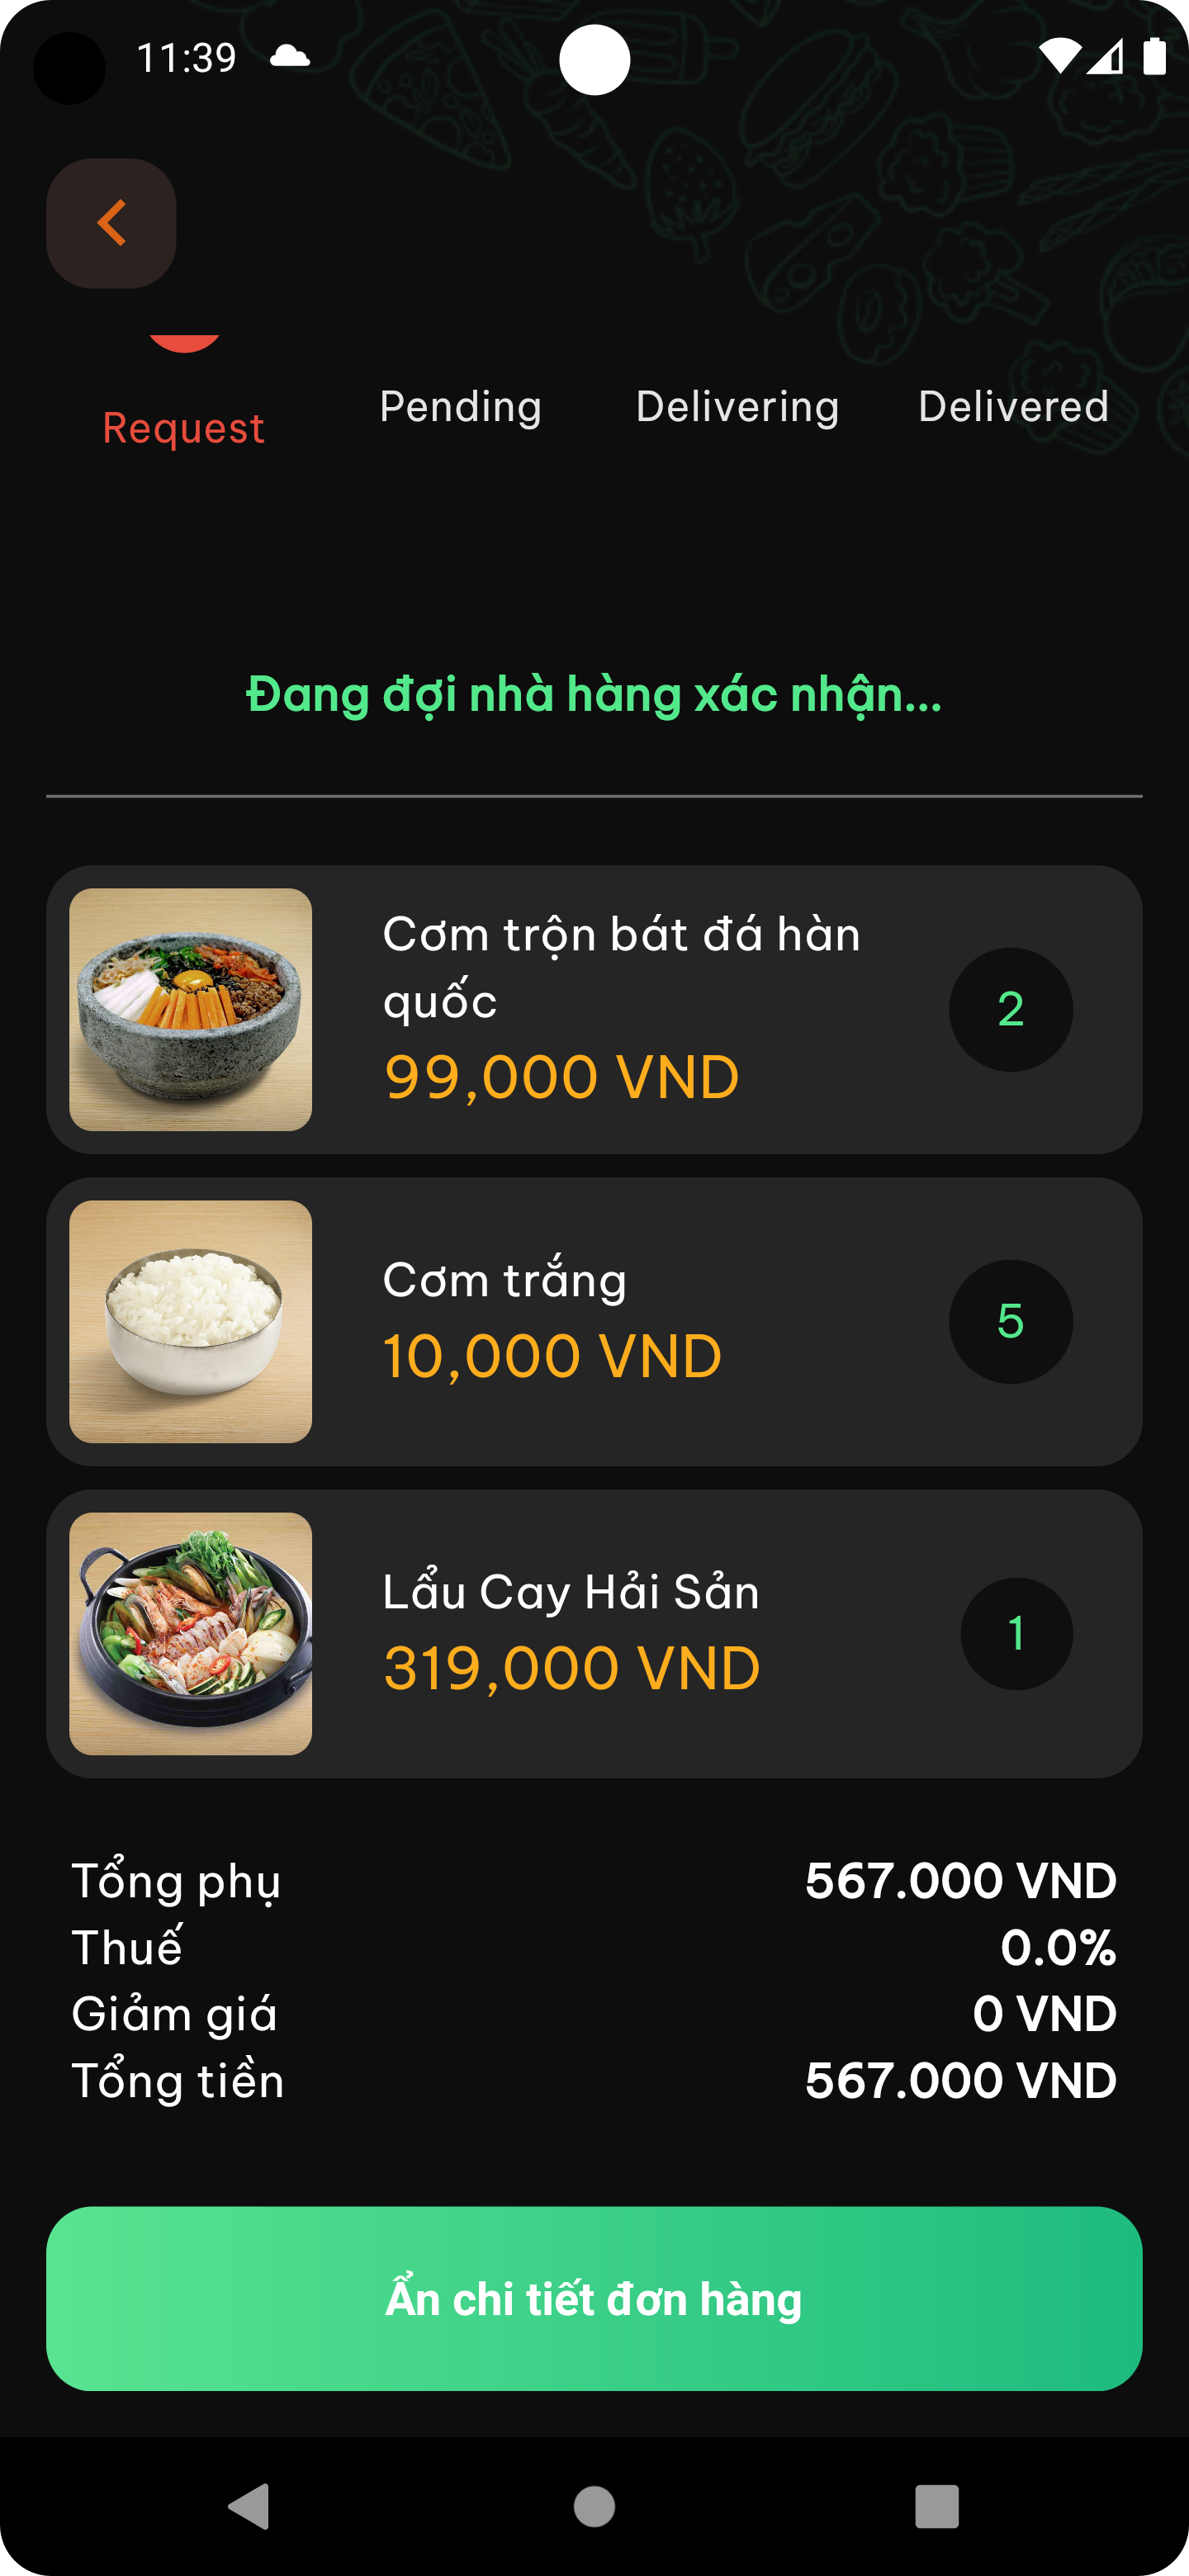 11:39
Request
Pending
Delivering
Delivered
Đang đợi nhà hàng xác nhận...
Cơm trộn bát đá hàn
quốc
99,000 VND
2
Cơm trắng
10,000 VND
5
Lẩu Cay Hải Sản
319,000 VND
1
Tổng phụ 567.000 VND
Thuế 0.0%
Giảm giá 0 VND
Tổng tiền 567.000 VND
Ẩn chi tiết đơn hàng